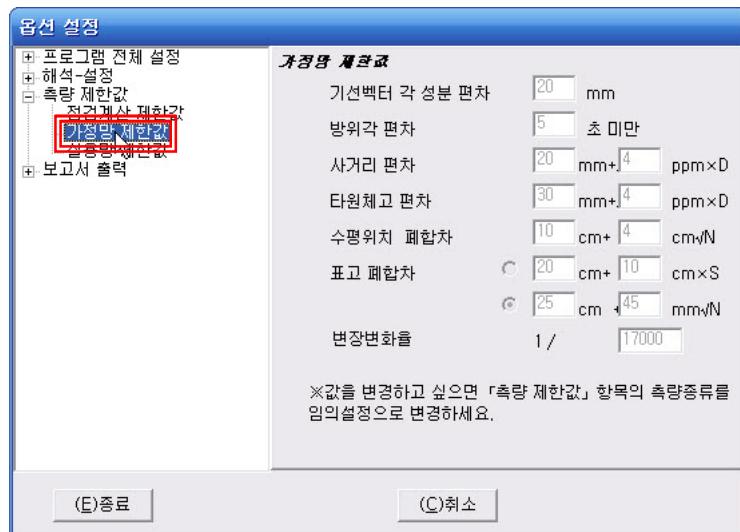 옵션 설정
프로그램 전체 설정
해석-설정
측량 제한값
점검계산 제한값
가정망 제한값
실용망 제한값
보고서 출력
가정망 제한값
기선벡터 각 성분 편차 20 mm
방위각 편차 5 초 미만
사거리 편차 20 mm+ 4 ppm×D
타원체고 편차 30 mm+ 4 ppm×D
수평위치 폐합차 10 cm+ 4 cm√N
표고 폐합차 20 cm+ 10 cm×S
25 cm + 45 mm√N
변장변화율 1 / 17000
※값을 변경하고 싶으면 「측량 제한값」 항목의 측량종류를
임의설정으로 변경하세요.
(E)종료
(C)취소